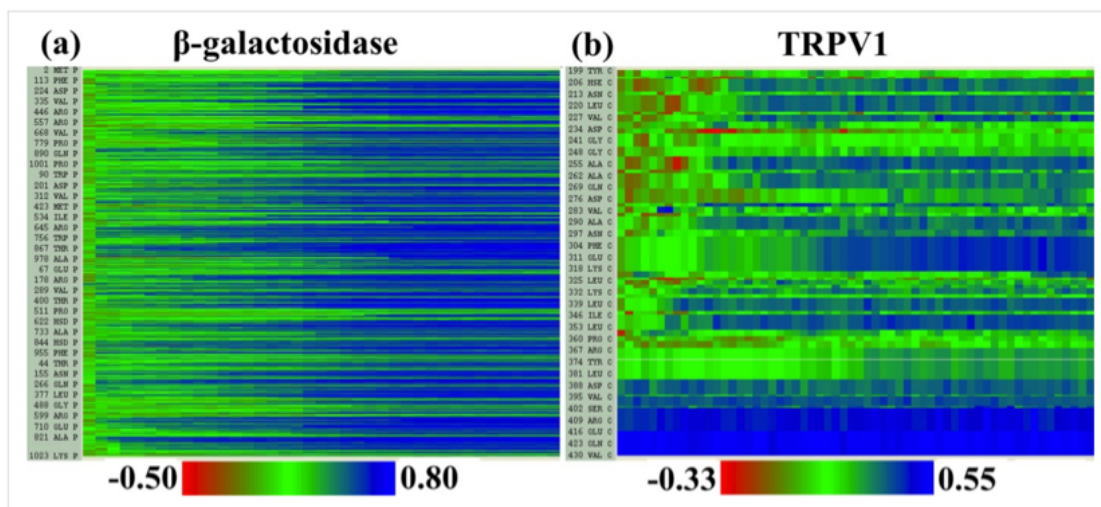 (a) β-galactosidase
2 MET P
113 PHE P
224 ASP P
335 VAL P
446 ARG P
557 ARG P
668 VAL P
779 PRO P
890 GLN P
1001 PRO P
90 TRP P
201 ASP P
312 VAL P
423 MET P
534 ILE P
645 ARG P
756 TRP P
867 THR P
978 ALA P
67 GLU P
178 ARG P
289 VAL P
400 THR P
511 PRO P
622 HSD P
733 ALA P
844 HSD P
955 PHE P
44 THR P
155 ASN P
266 GLN P
377 LEU P
488 GLY P
599 ARG P
710 GLU P
821 ALA P
1023 LYS P
-0.50 0.80
(b) TRPV1
199 TYR C
206 HSE C
213 ASN C
220 LEU C
227 VAL C
234 ASP C
241 GLY C
248 GLY C
255 ALA C
262 ALA C
269 GLN C
276 ASP C
283 VAL C
290 ALA C
297 ASN C
304 PHE C
311 GLU C
318 LYS C
325 LEU C
332 LYS C
339 LEU C
346 ILE C
353 LEU C
360 PRO C
367 ARG C
374 TYR C
381 LEU C
388 ASP C
395 VAL C
402 SER C
409 ARG C
416 GLU C
423 GLN C
430 VAL C
-0.33 0.55